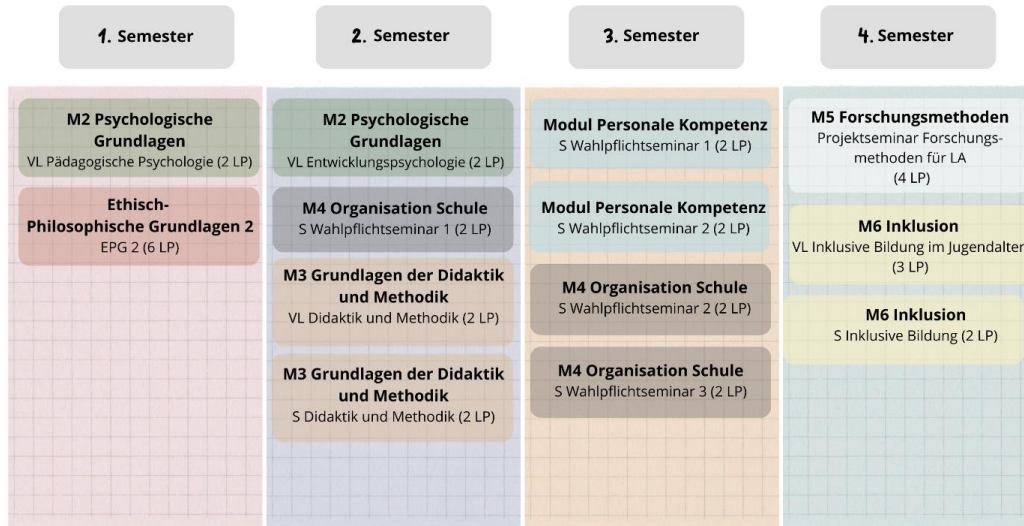 1. Semester
M2 Psychologische
Grundlagen
VL Pädagogische Psychologie (2 LP)
Ethisch-
Philosophische Grundlagen 2
EPG 2 (6 LP)
2. Semester
M2 Psychologische
Grundlagen
VL Entwicklungspsychologie (2 LP)
M4 Organisation Schule
S Wahlpflichtseminar 1 (2 LP)
M3 Grundlagen der Didaktik
und Methodik
VL Didaktik und Methodik (2 LP)
M3 Grundlagen der Didaktik
und Methodik
S Didaktik und Methodik (2 LP)
3. Semester
Modul Personale Kompetenz
S Wahlpflichtseminar 1 (2 LP)
Modul Personale Kompetenz
S Wahlpflichtseminar 2 (2 LP)
M4 Organisation Schule
S Wahlpflichtseminar 2 (2 LP)
M4 Organisation Schule
S Wahlpflichtseminar 3 (2 LP)
4. Semester
M5 Forschungsmethoden
Projektseminar Forschungs-
methoden für LA
(4 LP)
M6 Inklusion
VL Inklusive Bildung im Jugendalter
(3 LP)
M6 Inklusion
S Inklusive Bildung (2 LP)